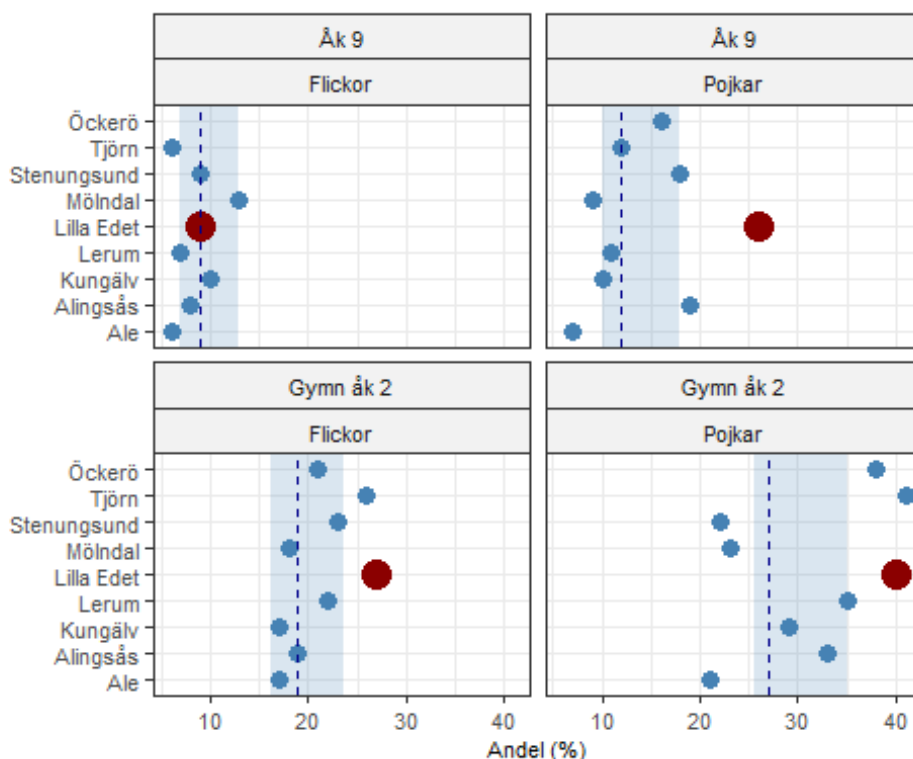 Åk 9
Åk 9
Flickor
Pojkar
Öckerö
Tjörn
Stenungsund
Mölndal
Lilla Edet
Lerum
Kungälv
Alingsås
Ale
Gymn åk 2
Gymn åk 2
Flickor
Pojkar
Öckerö
Tjörn
Stenungsund
Mölndal
Lilla Edet
Lerum
Kungälv
Alingsås
Ale
10 20 30 40
10 20 30 40
Andel (%)